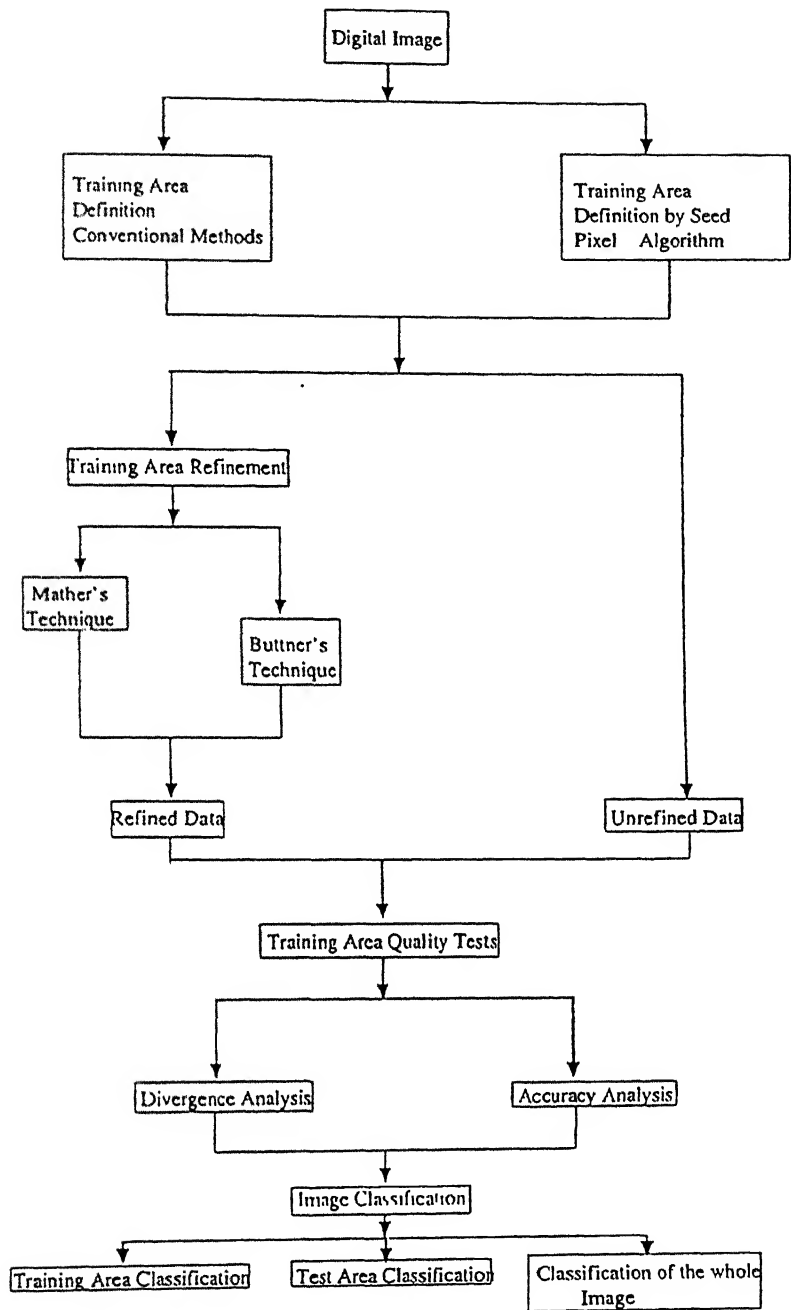 Digital Image
Training Area
Definition
Conventional Methods
Training Area
Definition by Seed
Pixel Algorithm
Training Area Refinement
Mather's
Technique
Buttner's
Technique
Refined Data
Unrefined Data
Training Area Quality Tests
Divergence Analysis
Accuracy Analysis
Image Classification
Training Area Classification
Test Area Classification
Classification of the whole
Image